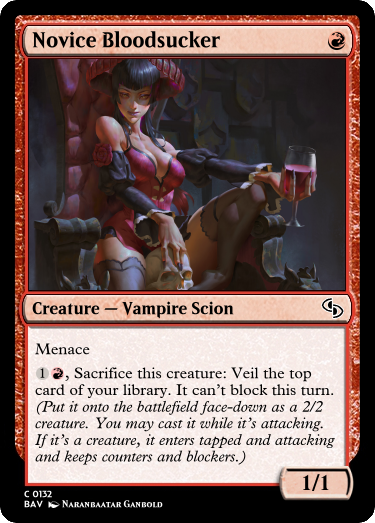 Novice Bloodsucker
Creature — Vampire Scion
Menace
1, Sacrifice this creature: Veil the top
card of your library. It can't block this turn.
(Put it onto the battlefield face-down as a 2/2
creature. You may cast it while it's attacking.
If it's a creature, it enters tapped and attacking
and keeps counters and blockers.)
1/1
C 0132
BAV Naranbaatar Ganbold